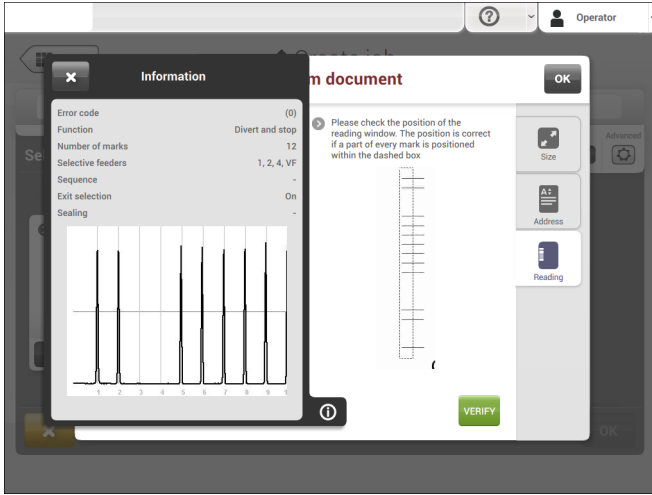 Operator
Create job
Information
m document
OK
Error code (0)
Function Divert and stop
Number of marks 12
Selective feeders 1, 2, 4, VF
Sequence -
Exit selection On
Sealing -
Please check the position of the
reading window. The position is correct
if a part of every mark is positioned
within the dashed box
Advanced
Se
Size
Address
Reading
1 2 3 4 5 6 7 8 9 1
VERIFY
OK